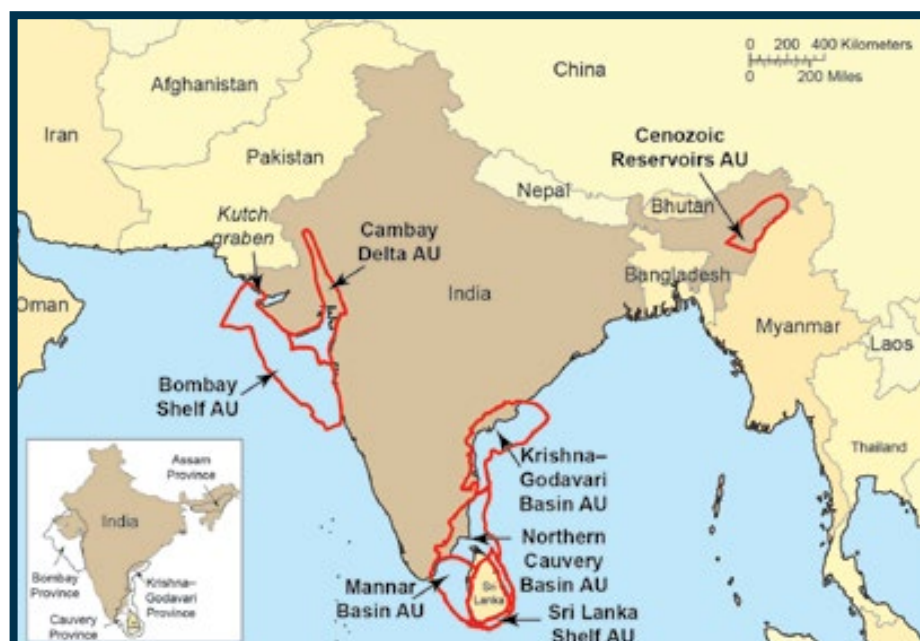 0 200 400 Kilometers
0 200 Miles
China
Afghanistan
Iran
Pakistan
Cenozoic
Reservoirs AU
Nepal
Bhutan
Kutch
graben
Cambay
Delta AU
India
Bangladesh
Oman
Myanmar
Laos
Bombay
Shelf AU
Thailand
Krishna–
Godavari
Basin AU
Northern
Cauvery
Basin AU
Mannar
Basin AU
Sri
Lanka
Sri Lanka
Shelf AU
Assam
Province
India
Bombay
Province
Krishna–
Godavari
Province
Cauvery
Province